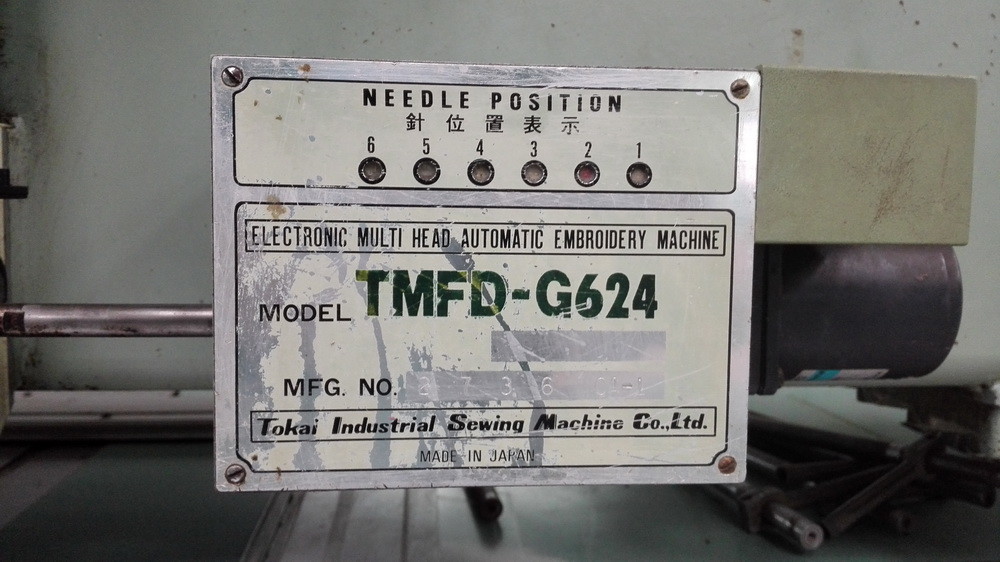 NEEDLE POSITION
針位置表示
6 5 4 3 2 1
ELECTRONIC MULTI HEAD AUTOMATIC EMBROIDERY MACHINE
MODEL TMFD-G624
MFG. NO. 2736
Tokai Industrial Sewing Machine Co.,Ltd.
MADE IN JAPAN